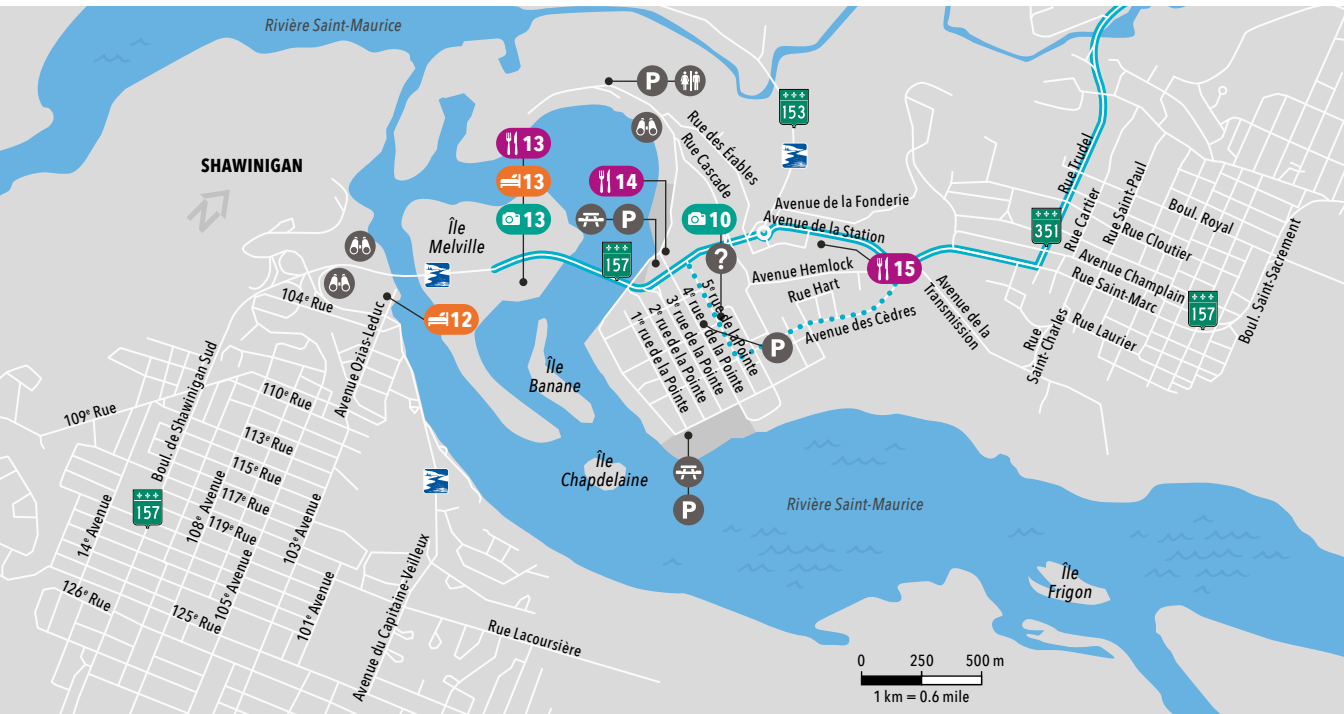 Rivière Saint-Maurice
SHAWINIGAN
N
P
153
13
13
13
14
P
10
Île
Melville
157
Rue des Érables
Rue Cascade
Avenue de la Fonderie
Avenue de la Station
?
15
Avenue Hemlock
Rue Hart
Avenue des Cèdres
Avenue de la
Transmission
351
Rue Trudel
Rue Cartier
Rue Saint-Paul
Boul. Royal
Rue Cloutier
Avenue Champlain
Rue Saint-Marc
157
Boul. Saint-Sacrement
Rue Laurier
Rue
Saint-Charles
104e Rue
12
Avenue Ozias-Leduc
Boul. de Shawinigan Sud
Île
Banane
1re rue de la Pointe
2e rue de la Pointe
3e rue de la Pointe
4e rue de la Pointe
5e rue de la Pointe
P
109e Rue
110e Rue
113e Rue
115e Rue
117e Rue
119e Rue
Île
Chapdelaine
P
Rivière Saint-Maurice
157
14e Avenue
108e Avenue
103e Avenue
105e Avenue
101e Avenue
126e Rue
125e Rue
Avenue du Capitaine-Veilleux
Rue Lacoursière
Île
Frigon
0 250 500 m
1 km = 0.6 mile